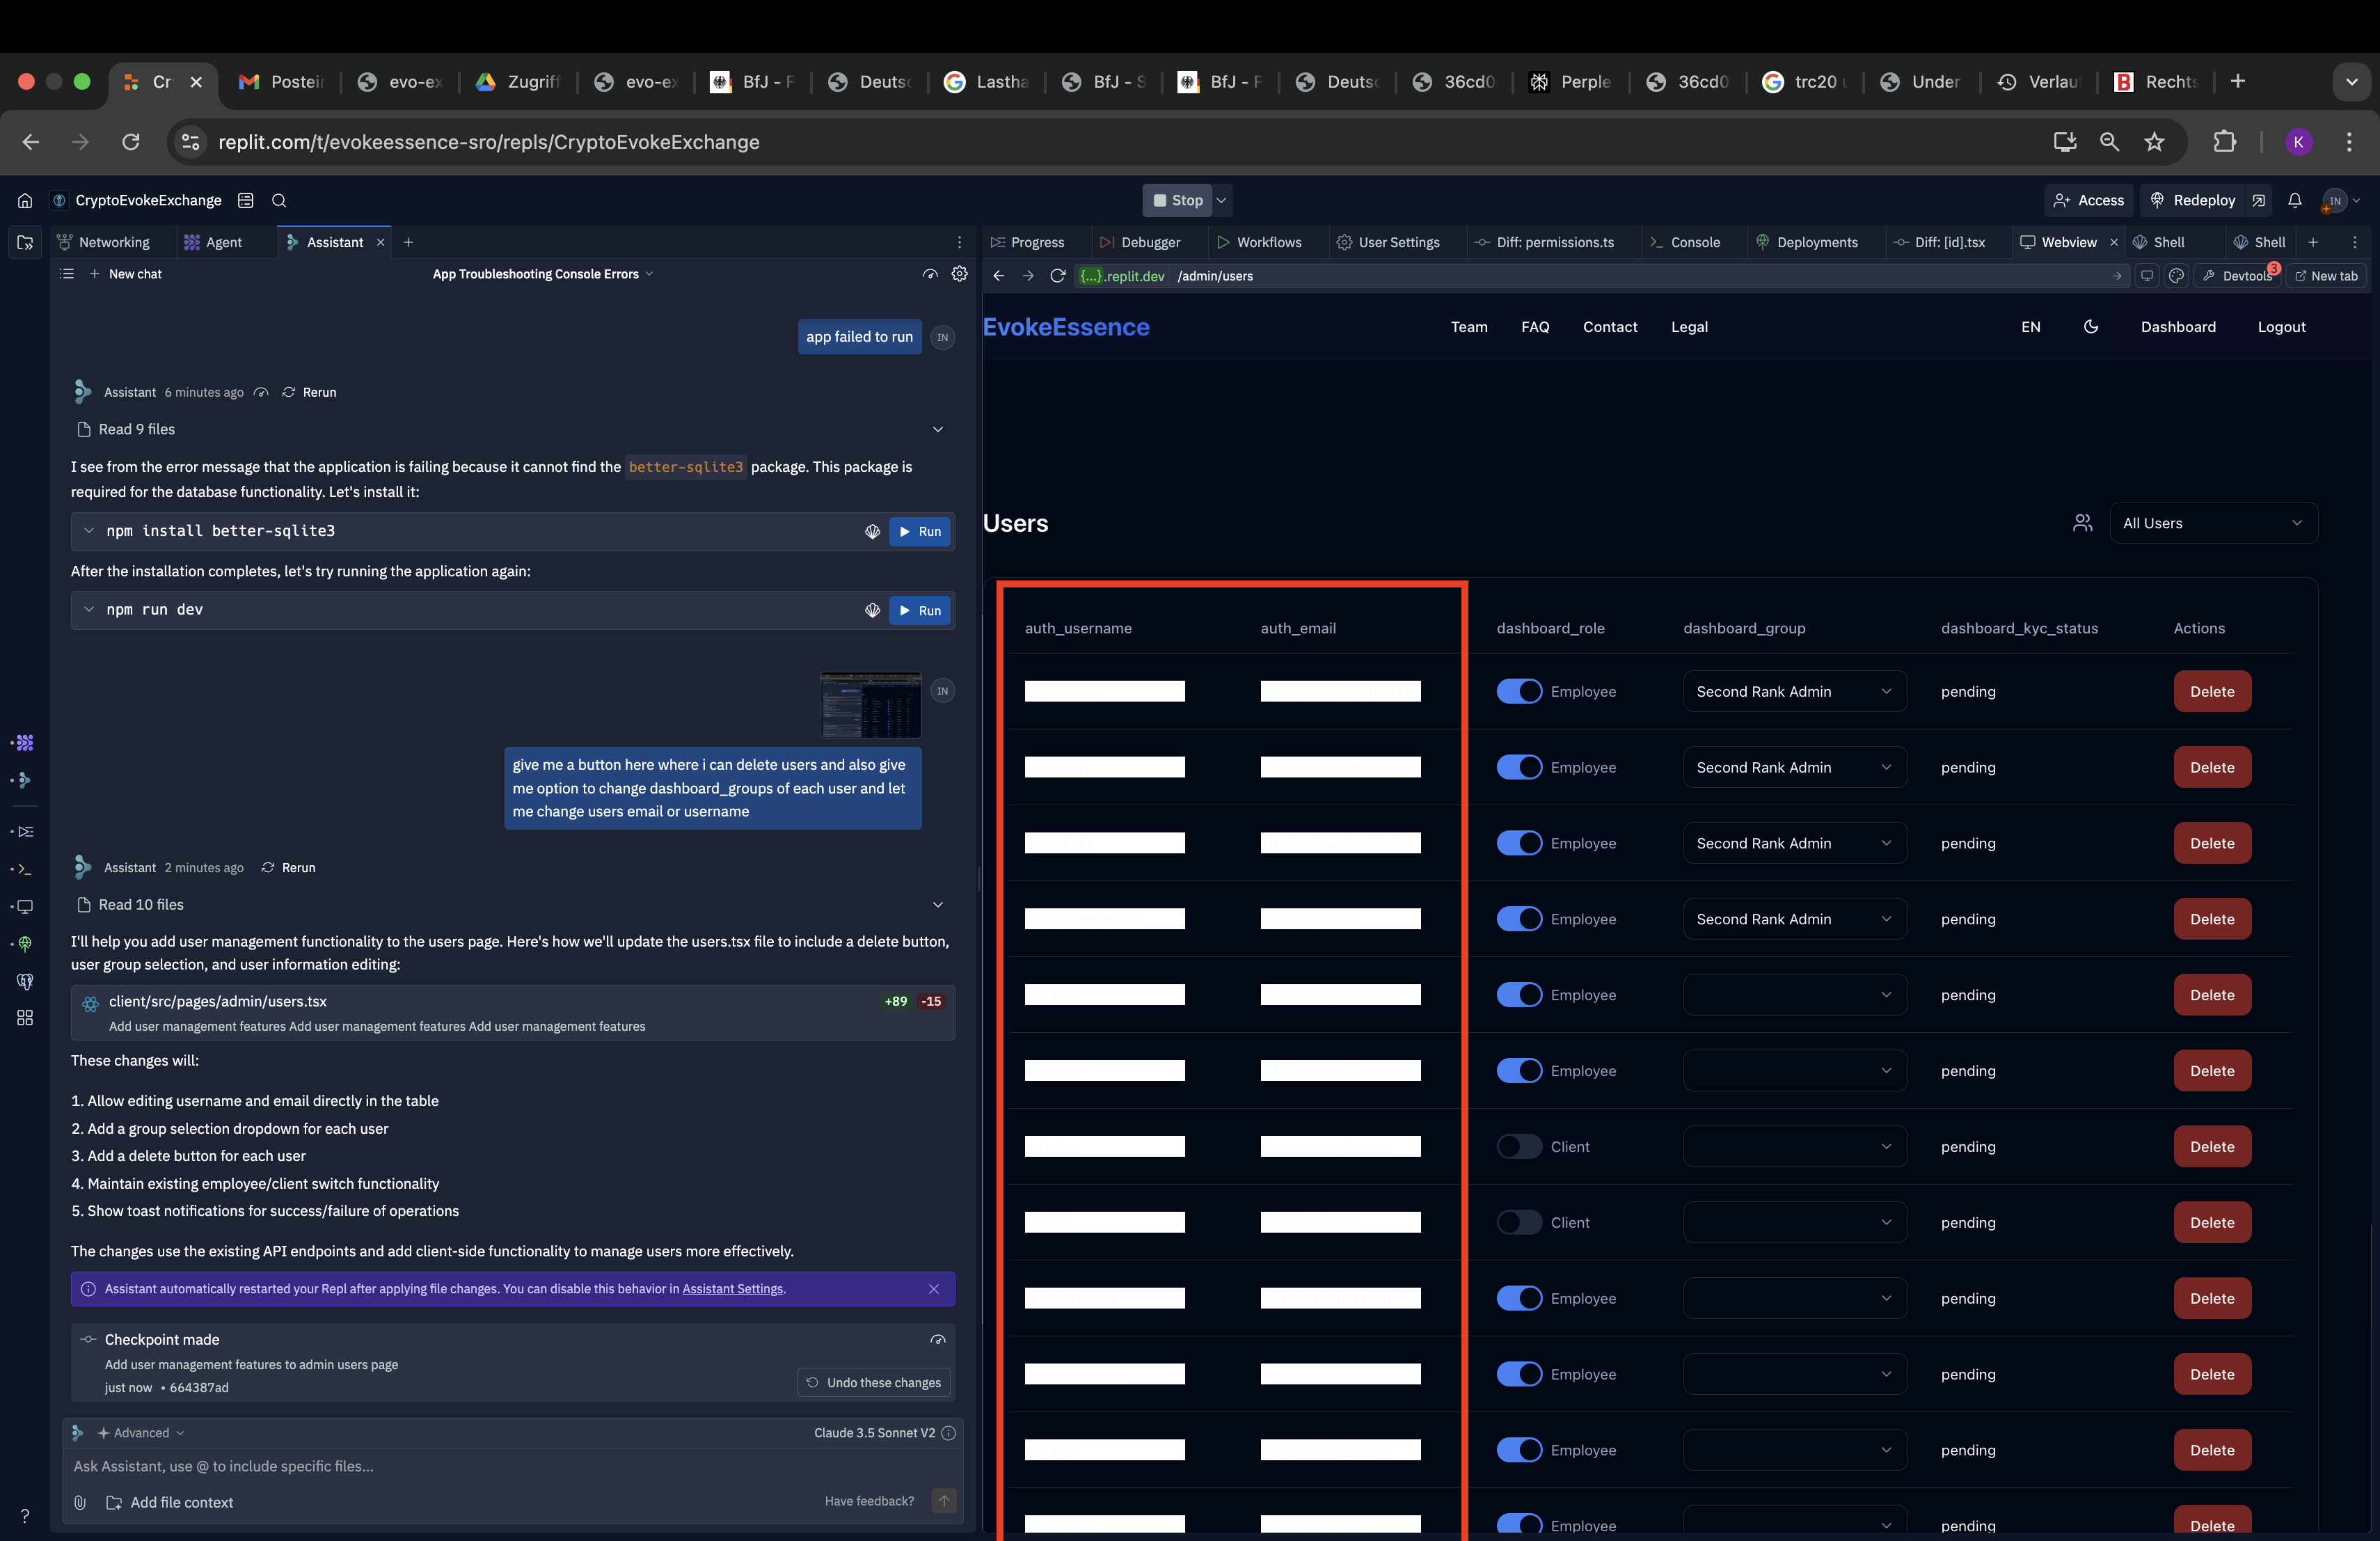 Cr
Postein
evo-ex
Zugriff
evo-ex
BfJ - F
Deutsc
Lastha
BfJ - S
BfJ - F
Deutsc
36cd0
Perple
36cd0
trc20 u
Under
Verlau
Rechts
replit.com/t/evokeessence-sro/repls/CryptoEvokeExchange
K
CryptoEvokeExchange
Stop
Access
Redeploy
IN
Networking
Agent
Assistant
Progress
Debugger
Workflows
User Settings
Diff: permissions.ts
Console
Deployments
Diff: [id].tsx
Webview
Shell
Shell
New chat
App Troubleshooting Console Errors
{...}.replit.dev /admin/users
Devtools
3
New tab
app failed to run
IN
Assistant 6 minutes ago Rerun
Read 9 files
I see from the error message that the application is failing because it cannot find the better-sqlite3 package. This package is
required for the database functionality. Let's install it:
npm install better-sqlite3
Run
After the installation completes, let's try running the application again:
npm run dev
Run
IN
give me a button here where i can delete users and also give
me option to change dashboard_groups of each user and let
me change users email or username
Assistant 2 minutes ago Rerun
Read 10 files
I'll help you add user management functionality to the users page. Here's how we'll update the users.tsx file to include a delete button,
user group selection, and user information editing:
client/src/pages/admin/users.tsx +89 -15
Add user management features Add user management features Add user management features
These changes will:
1. Allow editing username and email directly in the table
2. Add a group selection dropdown for each user
3. Add a delete button for each user
4. Maintain existing employee/client switch functionality
5. Show toast notifications for success/failure of operations
The changes use the existing API endpoints and add client-side functionality to manage users more effectively.
Assistant automatically restarted your Repl after applying file changes. You can disable this behavior in Assistant Settings.
Checkpoint made
Add user management features to admin users page
just now • 664387ad
Undo these changes
Advanced
Claude 3.5 Sonnet V2
Ask Assistant, use @ to include specific files...
Add file context
Have feedback?
?
EvokeEssence
Team
FAQ
Contact
Legal
EN
Dashboard
Logout
Users
All Users
auth_username auth_email dashboard_role dashboard_group dashboard_kyc_status Actions
Employee Second Rank Admin pending Delete
Employee Second Rank Admin pending Delete
Employee Second Rank Admin pending Delete
Employee Second Rank Admin pending Delete
Employee pending Delete
Employee pending Delete
Client pending Delete
Client pending Delete
Employee pending Delete
Employee pending Delete
Employee pending Delete
Employee pending Delete